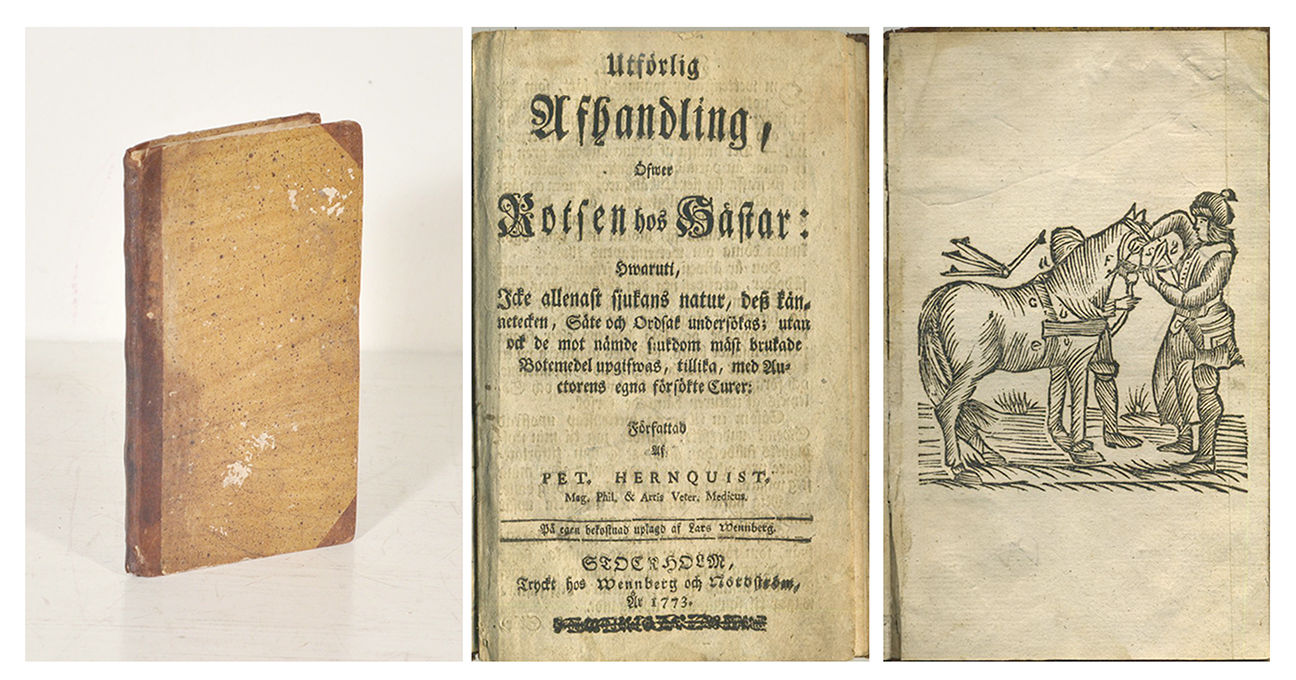 Utförlig
Afhandling,
Öfwer
Rotsen hos Hästar:
Hwaruti,
Icke allenast sjukans natur, deß kän-
netecken, Säte och Ordsak undersökas; utan
ock de mot nämde sjukdom mäst brukade
Botemedel upgifwas, tillika, med Au-
ctorens egna försökte Curer:
Författad
Af
PET. HERNQUIST.
Mag. Phil. & Artis Veter. Medicus.
På egen bekostnad uplagd af Lars Wennberg.
STOCKHOLM,
Tryckt hos Wennberg och Nordström,
År 1773.